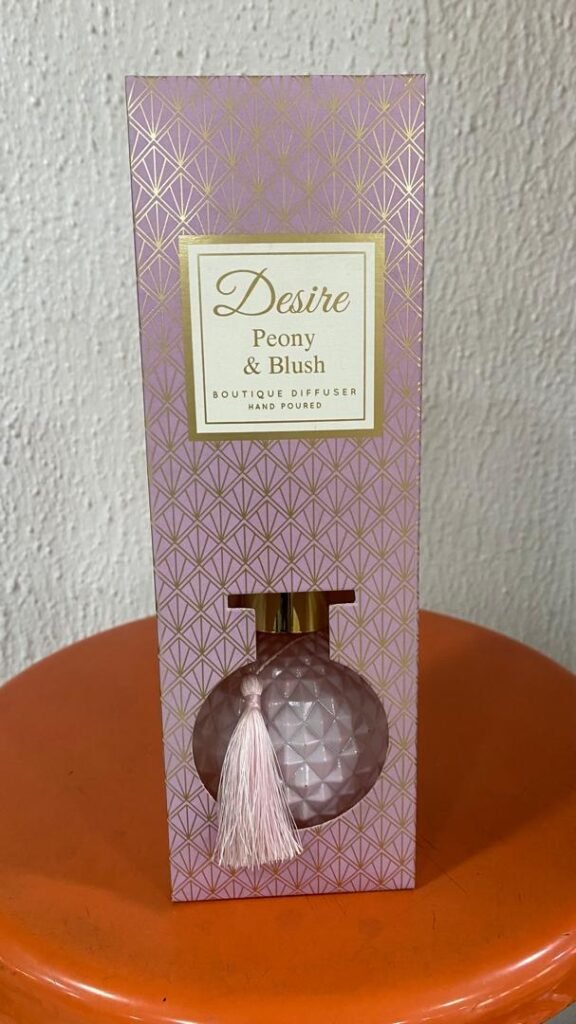 Desire
Peony
& Blush
BOUTIQUE DIFFUSER
HAND POURED